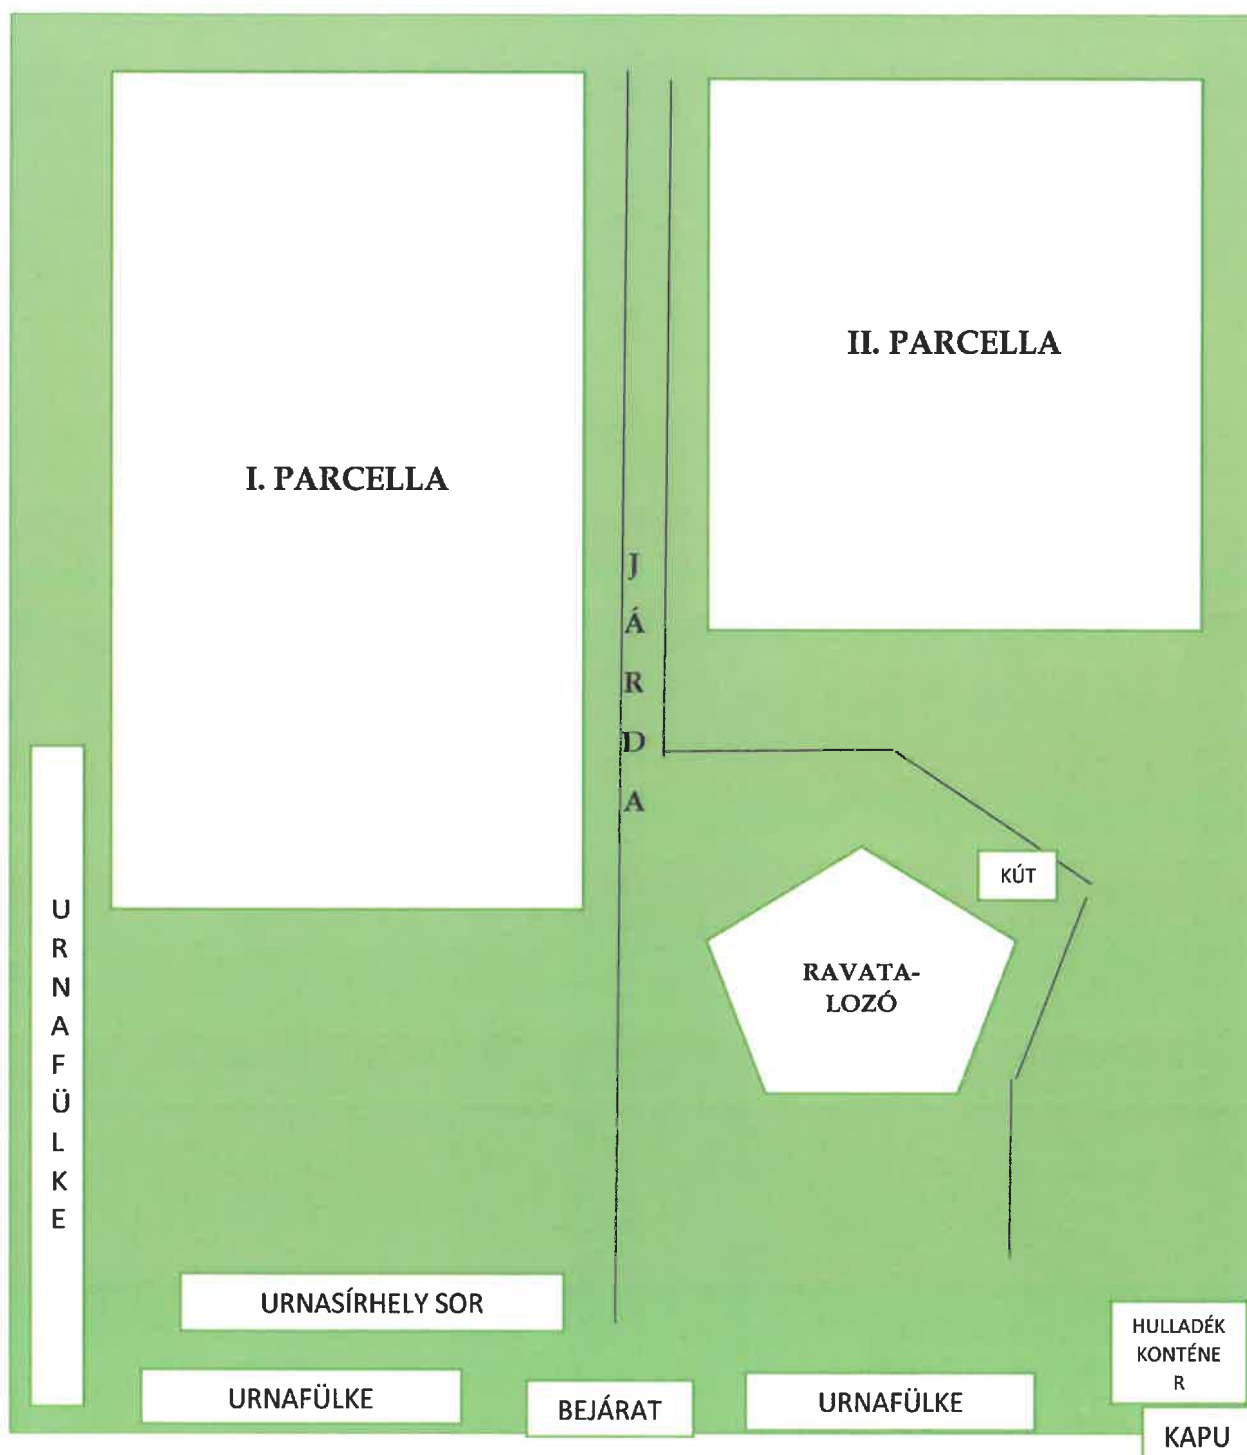 II. PARCELLA
I. PARCELLA
J
Á
R
D
A
KÚT
RAVATA-
LOZÓ
U
R
N
A
F
Ü
L
K
E
URNASÍRHELY SOR
HULLADÉK
KONTÉNE
R
URNAFÜLKE
BEJÁRAT
URNAFÜLKE
KAPU